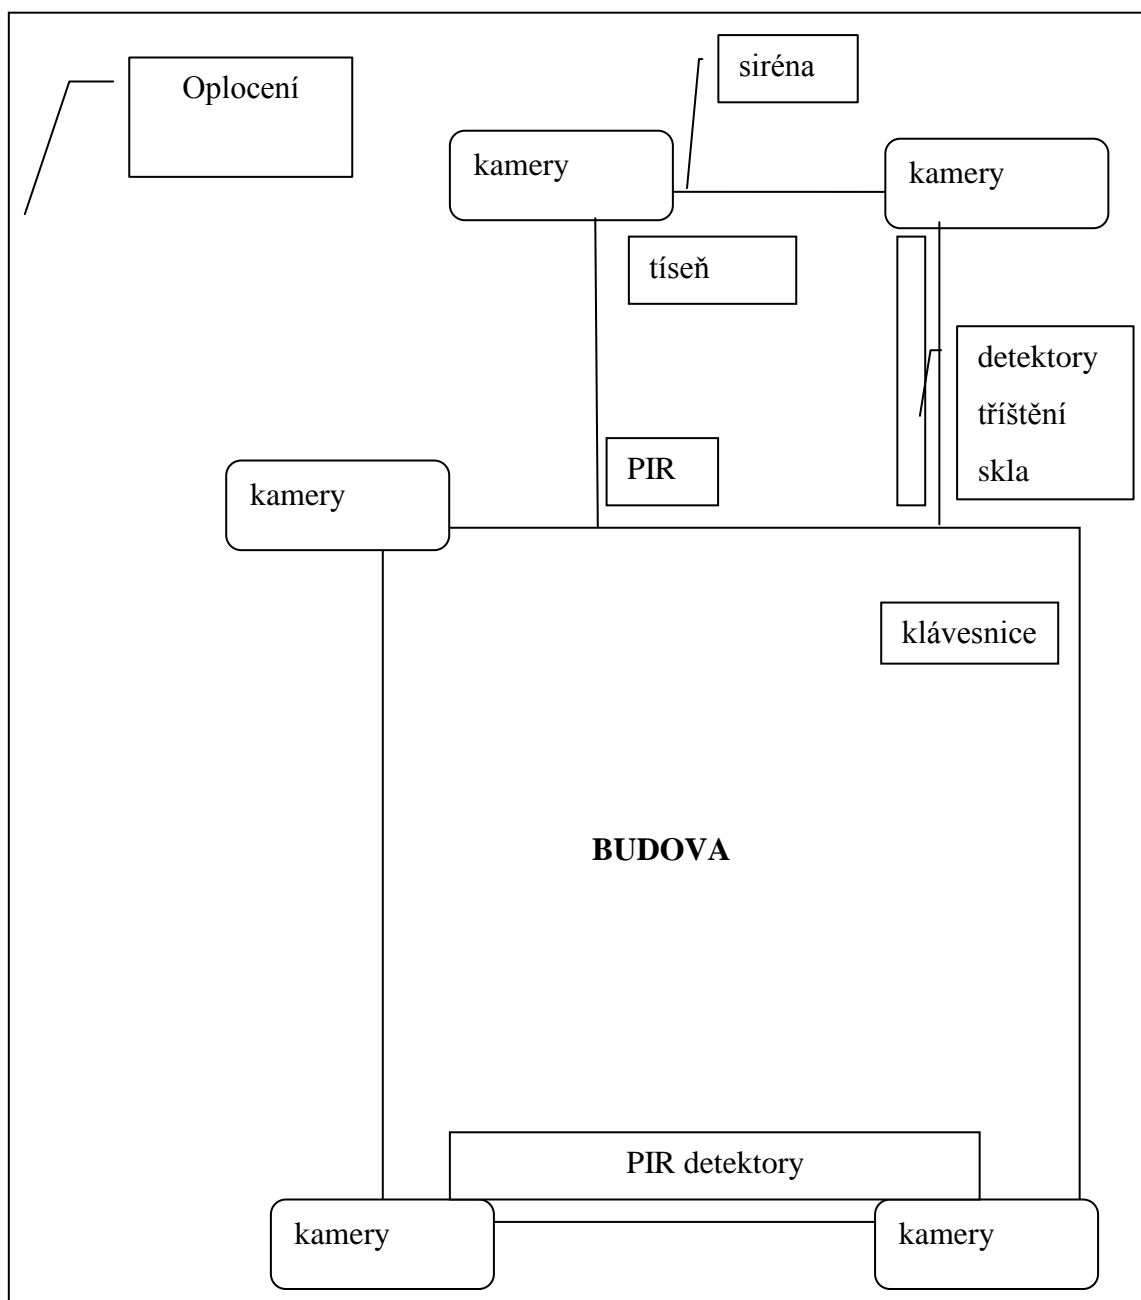 siréna
Oplocení
kamery
kamery
tíseň
detektory
tříštění
skla
PIR
kamery
klávesnice
BUDOVA
PIR detektory
kamery
kamery